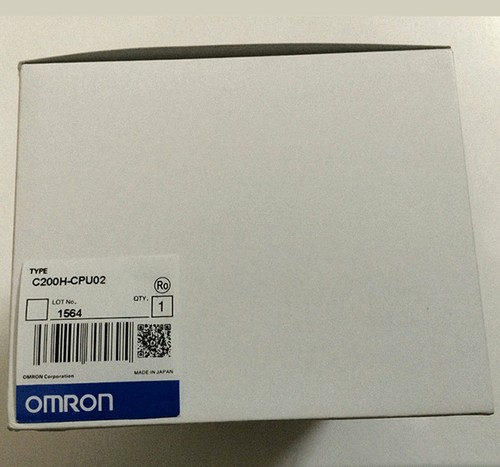 TYPE
C200H-CPU02
Ro
LOT No. QTY.
1564 1
OMRON Corporation MADE IN JAPAN
OMRON